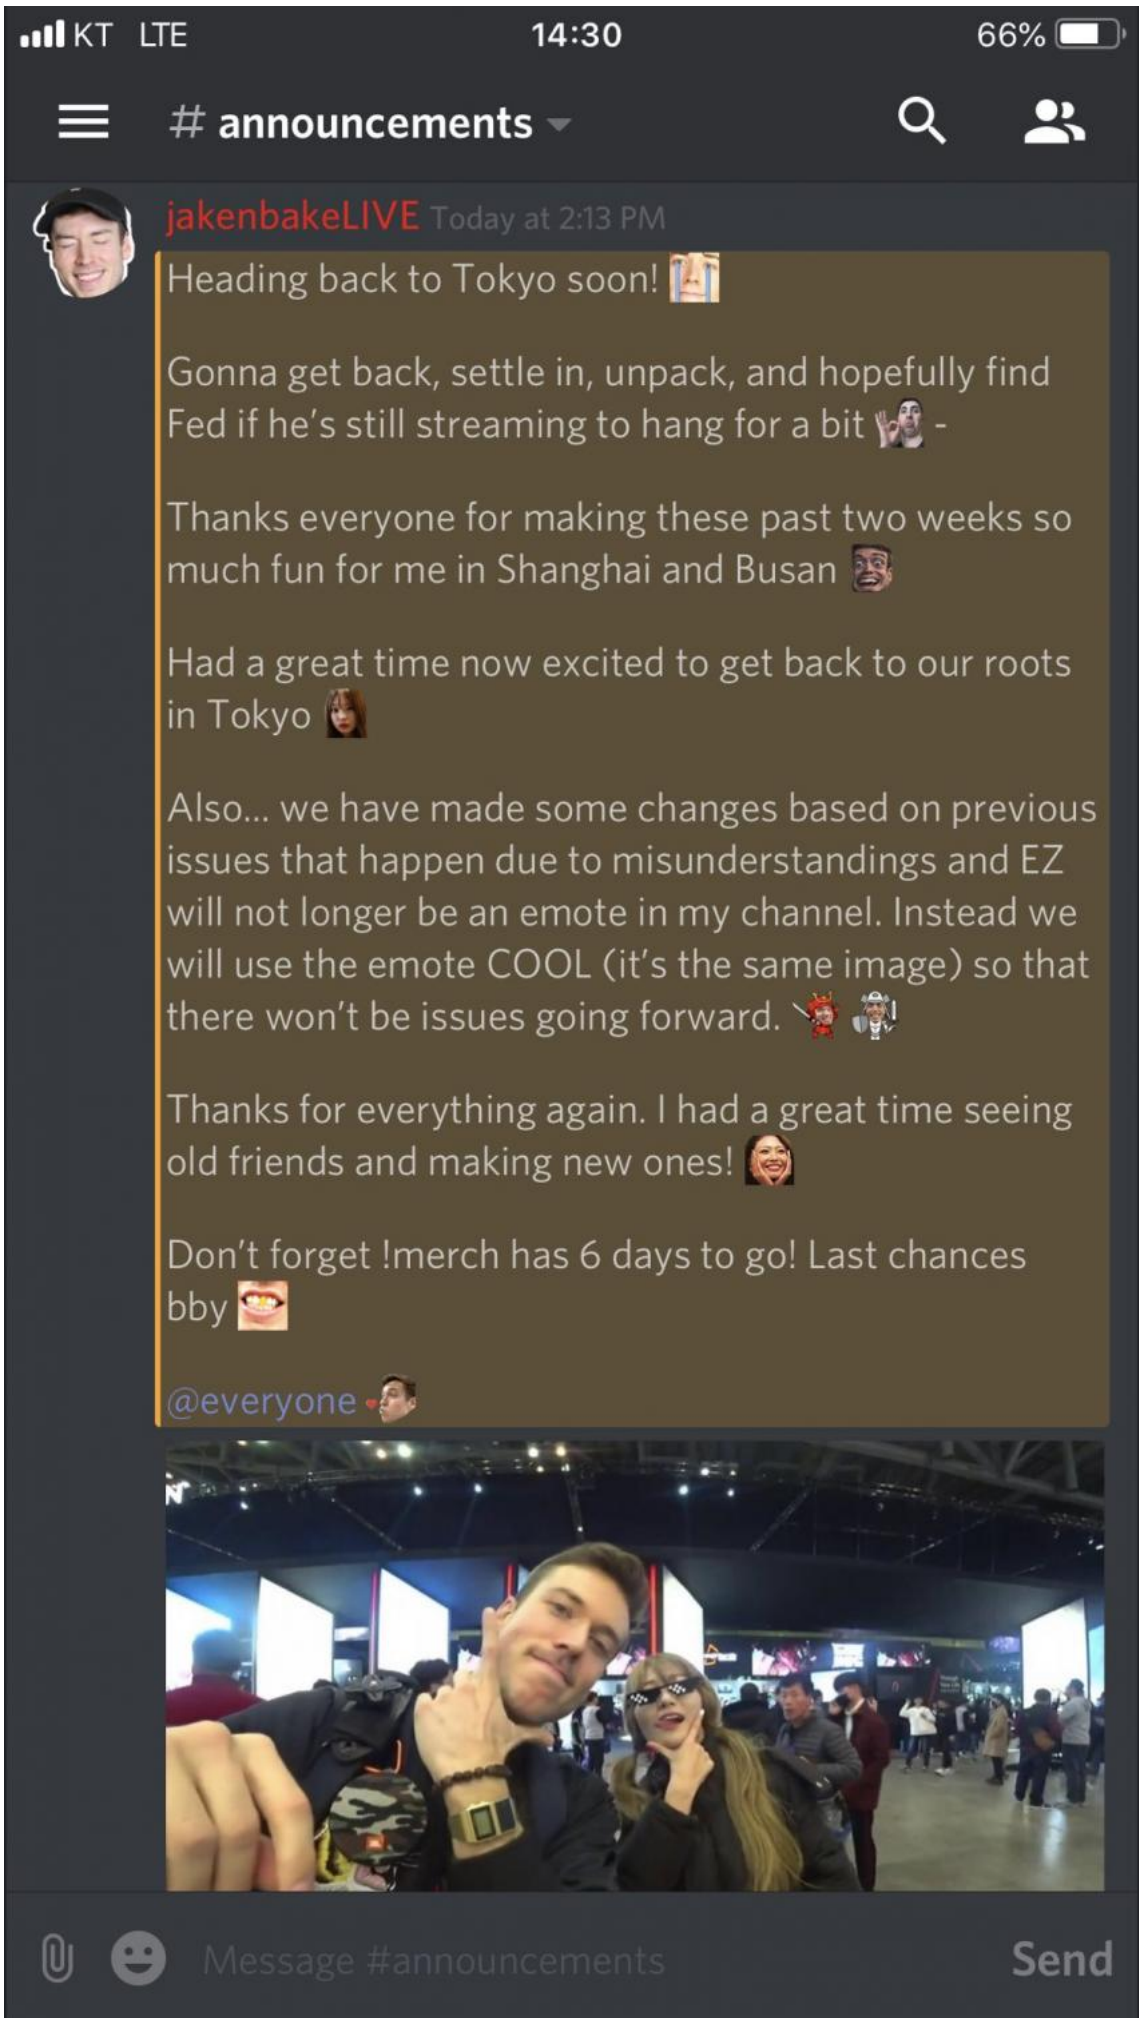 KT LTE 14:30 66%
# announcements
jakenbakeLIVE Today at 2:13 PM
Heading back to Tokyo soon!
Gonna get back, settle in, unpack, and hopefully find
Fed if he's still streaming to hang for a bit -
Thanks everyone for making these past two weeks so
much fun for me in Shanghai and Busan
Had a great time now excited to get back to our roots
in Tokyo
Also... we have made some changes based on previous
issues that happen due to misunderstandings and EZ
will not longer be an emote in my channel. Instead we
will use the emote COOL (it's the same image) so that
there won't be issues going forward.
Thanks for everything again. I had a great time seeing
old friends and making new ones!
Don't forget !merch has 6 days to go! Last chances
bby
@everyone
JBL
Message #announcements Send